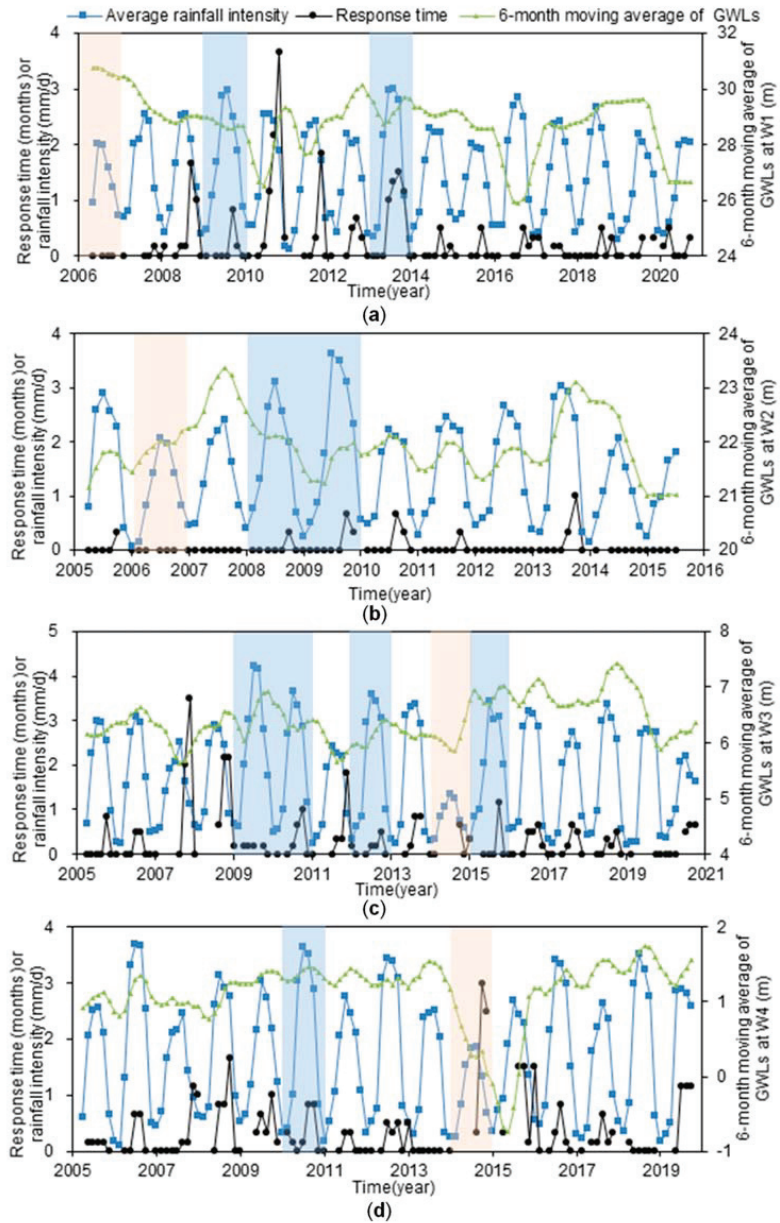 Average rainfall intensity Response time 6-month moving average of GWLs
Response time (months) or
rainfall intensity (mm/d)
4
3
2
1
0
32
30
28
26
24
6-month moving average of
GWLs at W1 (m)
2006 2008 2010 2012 2014 2016 2018 2020
Time(year)
(a)
Response time (months) or
rainfall intensity (mm/d)
4
3
2
1
0
24
23
22
21
20
6-month moving average of
GWLs at W2 (m)
2005 2006 2007 2008 2009 2010 2011 2012 2013 2014 2015 2016
Time(year)
(b)
Response time (months) or
rainfall intensity (mm/d)
5
4
3
2
1
0
8
7
6
5
4
6-month moving average of
GWLs at W3 (m)
2005 2007 2009 2011 2013 2015 2017 2019 2021
Time(year)
(c)
Response time (months) or
rainfall intensity (mm/d)
4
3
2
1
0
2
1
0
-1
6-month moving average of
GWLs at W4 (m)
2005 2007 2009 2011 2013 2015 2017 2019
Time(year)
(d)